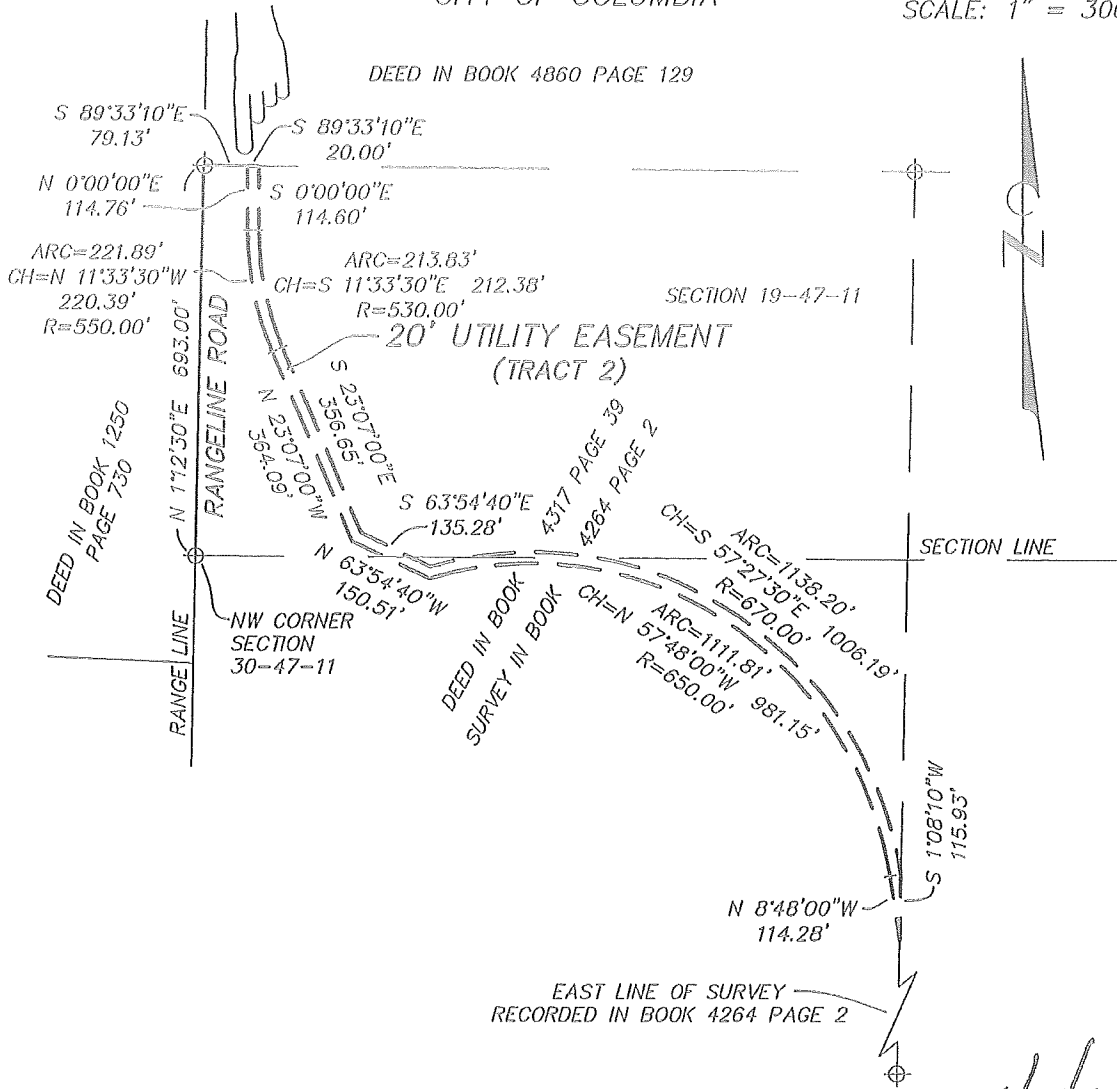 SCALE: 1" =
DEED IN BOOK 4860 PAGE 129
S 89°33'10"E
79.13'
S 89°33'10"E
20.00'
N 0°00'00"E
114.76'
S 0°00'00"E
114.60'
ARC=221.89'
CH=N 11°33'30"W
220.39'
R=550.00'
ARC=213.83'
CH=S 11°33'30"E 212.38'
R=530.00'
SECTION 19-47-11
N
20' UTILITY EASEMENT
(TRACT 2)
N 1°12'30"E 693.00'
RANGELINE ROAD
DEED IN BOOK 1250
PAGE 730
S 23°07'00"E
356.65'
N 23°07'00"W
364.09'
S 63°54'40"E
135.28'
N 63°54'40"W
150.51'
DEED IN BOOK 4317 PAGE 39
SURVEY IN BOOK 4264 PAGE 2
ARC=1138.20'
CH=S 57°27'30"E 1006.19'
R=670.00'
ARC=1111.81'
CH=N 57°48'00"W 981.15'
R=650.00'
SECTION LINE
NW CORNER
SECTION
30-47-11
RANGE LINE
S 1°08'10"W
115.93'
N 8°48'00"W
114.28'
EAST LINE OF SURVEY
RECORDED IN BOOK 4264 PAGE 2